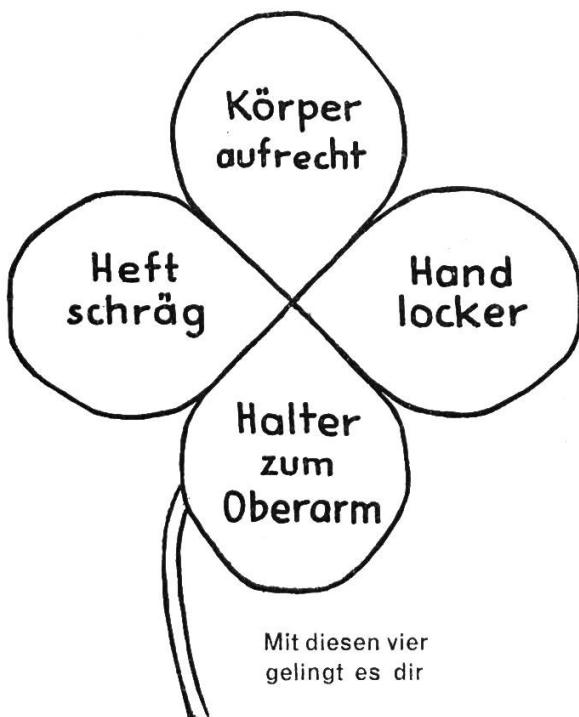 Körper
aufrecht
Heft
schräg
Hand
locker
Halter
zum
Oberarm
Mit diesen vier
gelingt es dir